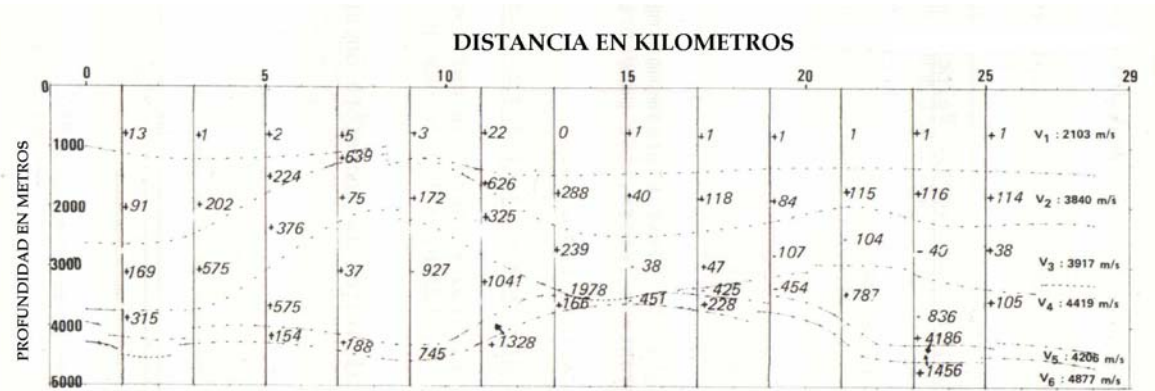 DISTANCIA EN KILOMETROS
0 5 10 15 20 25 29
PROFUNDIDAD EN METROS
0
+13 +1 +2 +5 +3 +22 0 +1 +1 +1 1 +1 +1 V1 : 2103 m/s
1000
+639
+224 +626
+91 -202 -75 -172 288 -40 +118 +84 -115 +116 +114 V2 : 3840 m/s
2000
-376 +325
239 -107 -104 -40 +38
3000
+169 +575 +37 -927 -38 -47 V3 : 3917 m/s
+1041 -1978 -425 -454 -787
-575 -166 -451 -228 -105 V4 : 4419 m/s
+315 -836
4000
+154 -188 1328 -4186
745 V5 : 4206 m/s
5000 +1456 V6 : 4877 m/s